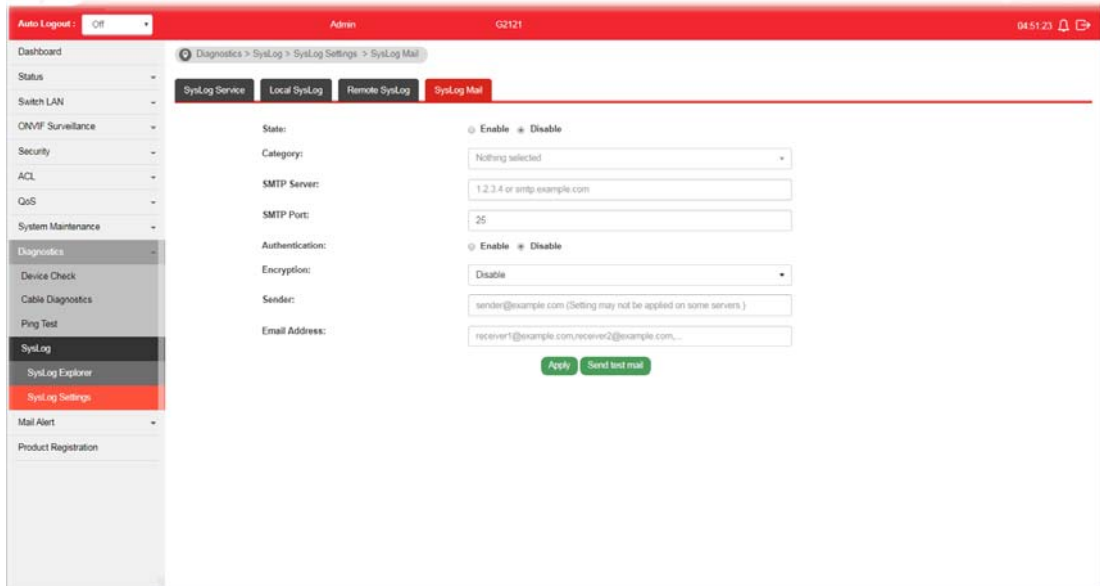 Auto Logout : Off Admin G2121 04:51:23
Dashboard
Status
Switch LAN
ONVIF Surveillance
Security
ACL
QoS
System Maintenance
Diagnostics
Device Check
Cable Diagnostics
Ping Test
SysLog
SysLog Explorer
SysLog Settings
Mail Alert
Product Registration
Diagnostics > SysLog > SysLog Settings > SysLog Mail
SysLog Service Local SysLog Remote SysLog SysLog Mail
State: Enable Disable
Category: Nothing selected
SMTP Server: 1.2.3.4 or smtp.example.com
SMTP Port: 25
Authentication: Enable Disable
Encryption: Disable
Sender: sender@example.com (Setting may not be applied on some servers.)
Email Address: receiver1@example.com,receiver2@example.com,...
Apply Send test mail